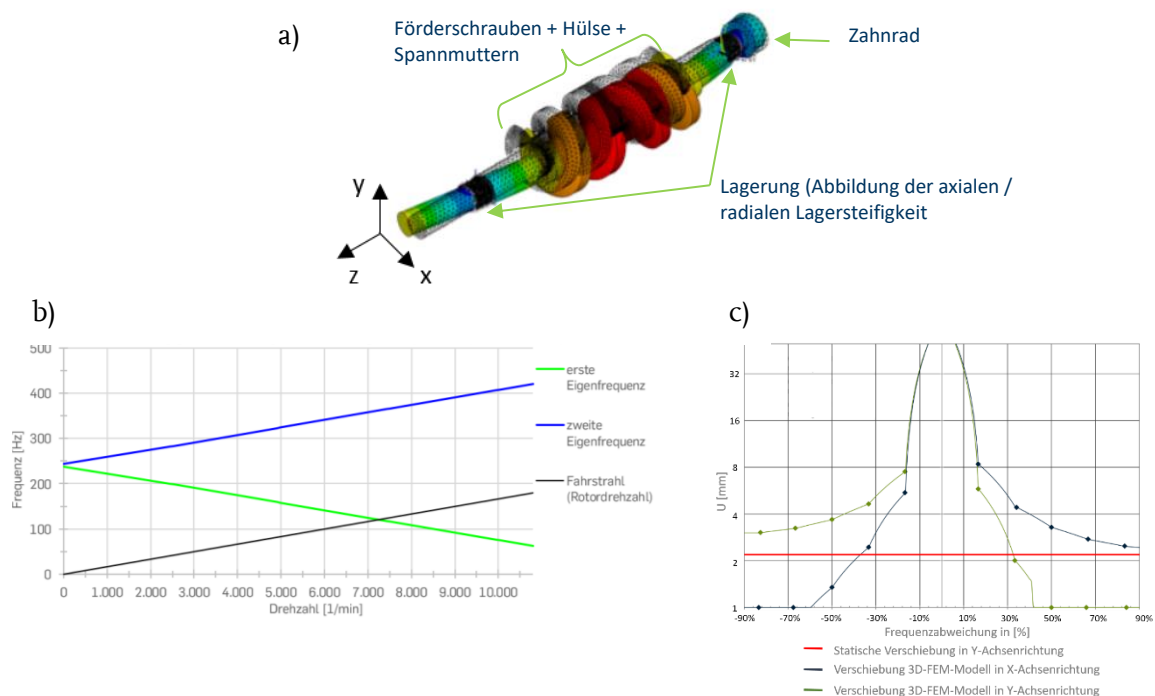 a)
Förderschrauben + Hülse +
Spannmuttern
Zahnrad
Lagerung (Abbildung der axialen /
radialen Lagersteifigkeit
y
z
x
b)
500
400
300
200
100
0
Frequenz [Hz]
0 1.000 2.000 3.000 4.000 5.000 6.000 7.000 8.000 9.000 10.000
Drehzahl [1/min]
erste
Eigenfrequenz
zweite
Eigenfrequenz
Fahrstrahl
(Rotordrehzahl)
c)
32
16
8
4
2
1
U [mm]
-90% -70% -50% -30% -10% 10% 30% 50% 70% 90%
Frequenzabweichung in [%]
Statische Verschiebung in Y-Achsenrichtung
Verschiebung 3D-FEM-Modell in X-Achsenrichtung
Verschiebung 3D-FEM-Modell in Y-Achsenrichtung